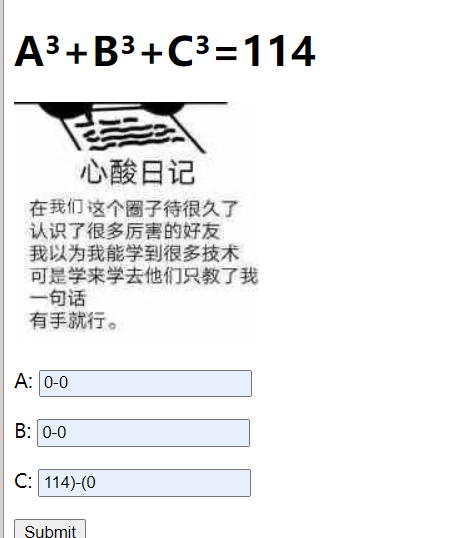 A³+B³+C³=114
心酸日记
在我们这个圈子待很久了
认识了很多厉害的好友
我以为我能学到很多技术
可是学来学去他们只教了我
一句话
有手就行。
A: 0-0
B: 0-0
C: 114)-(0
Submit